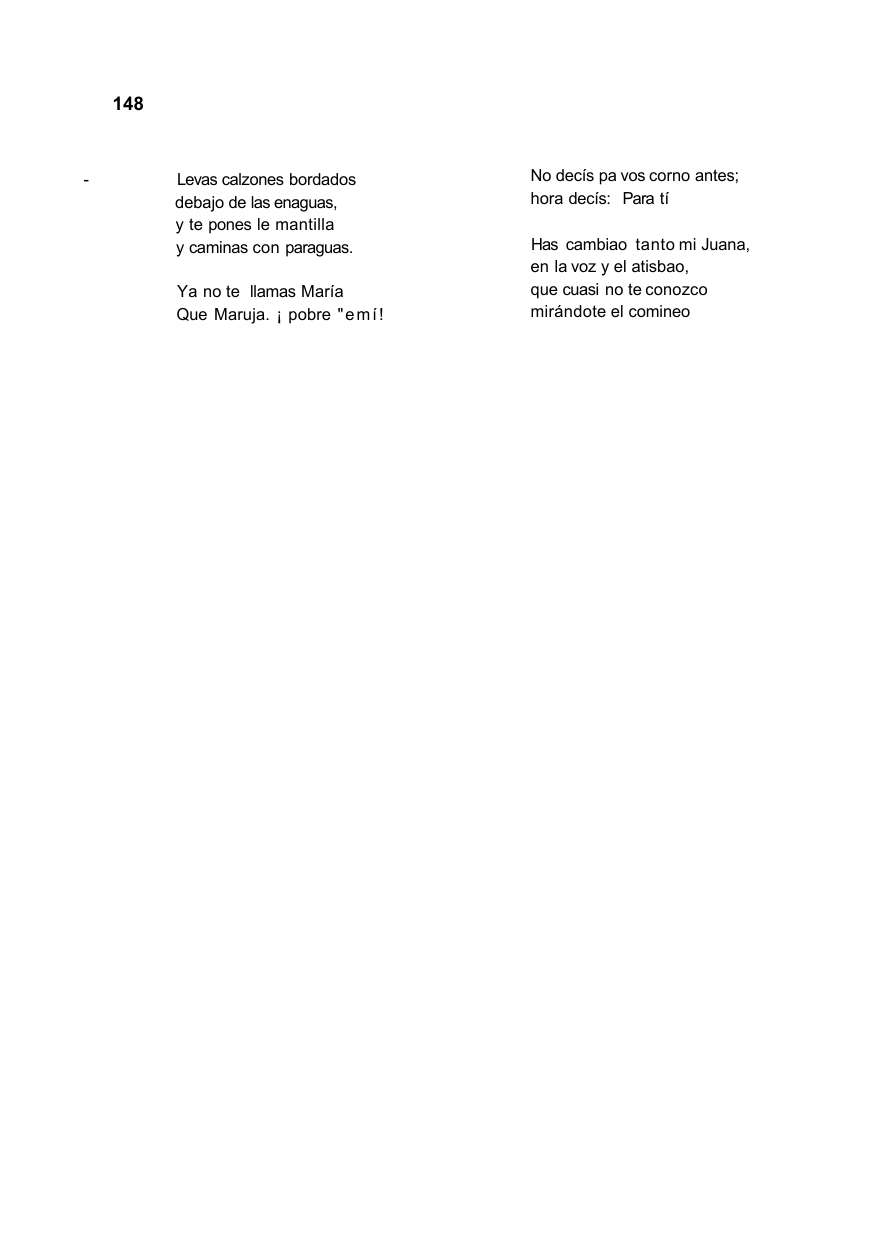 148
- Levas calzones bordados
debajo de las enaguas,
y te pones le mantilla
y caminas con paraguas.
Ya no te llamas María
Que Maruja. ¡ pobre "emí!
No decís pa vos corno antes;
hora decís: Para tí
Has cambiao tanto mi Juana,
en la voz y el atisbao,
que cuasi no te conozco
mirándote el comineo